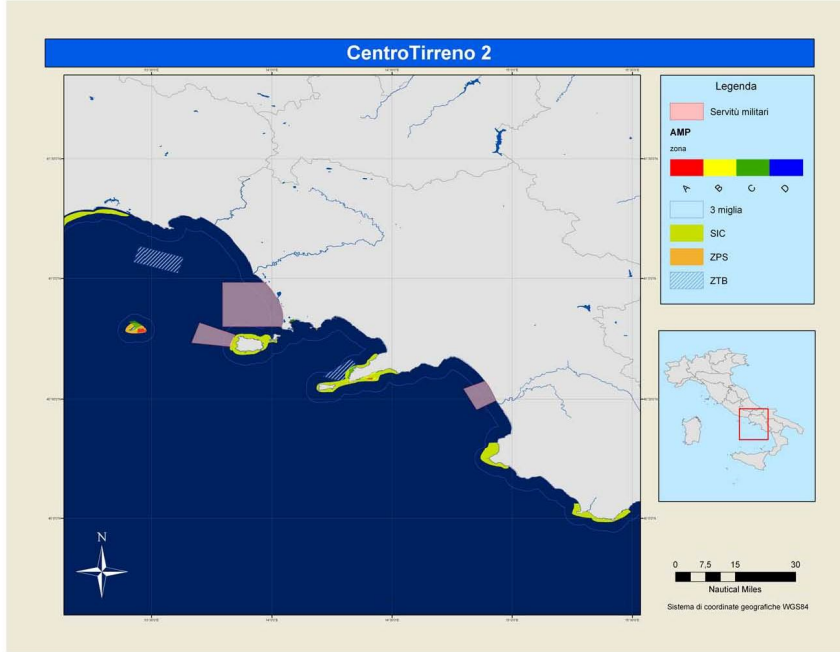 CentroTirreno 2
Legenda
Servitù militari
AMP
zona
A B C D
3 miglia
SIC
ZPS
ZTB
N
0 7,5 15 30
Nautical Miles
Sistema di coordinate geografiche WGS84